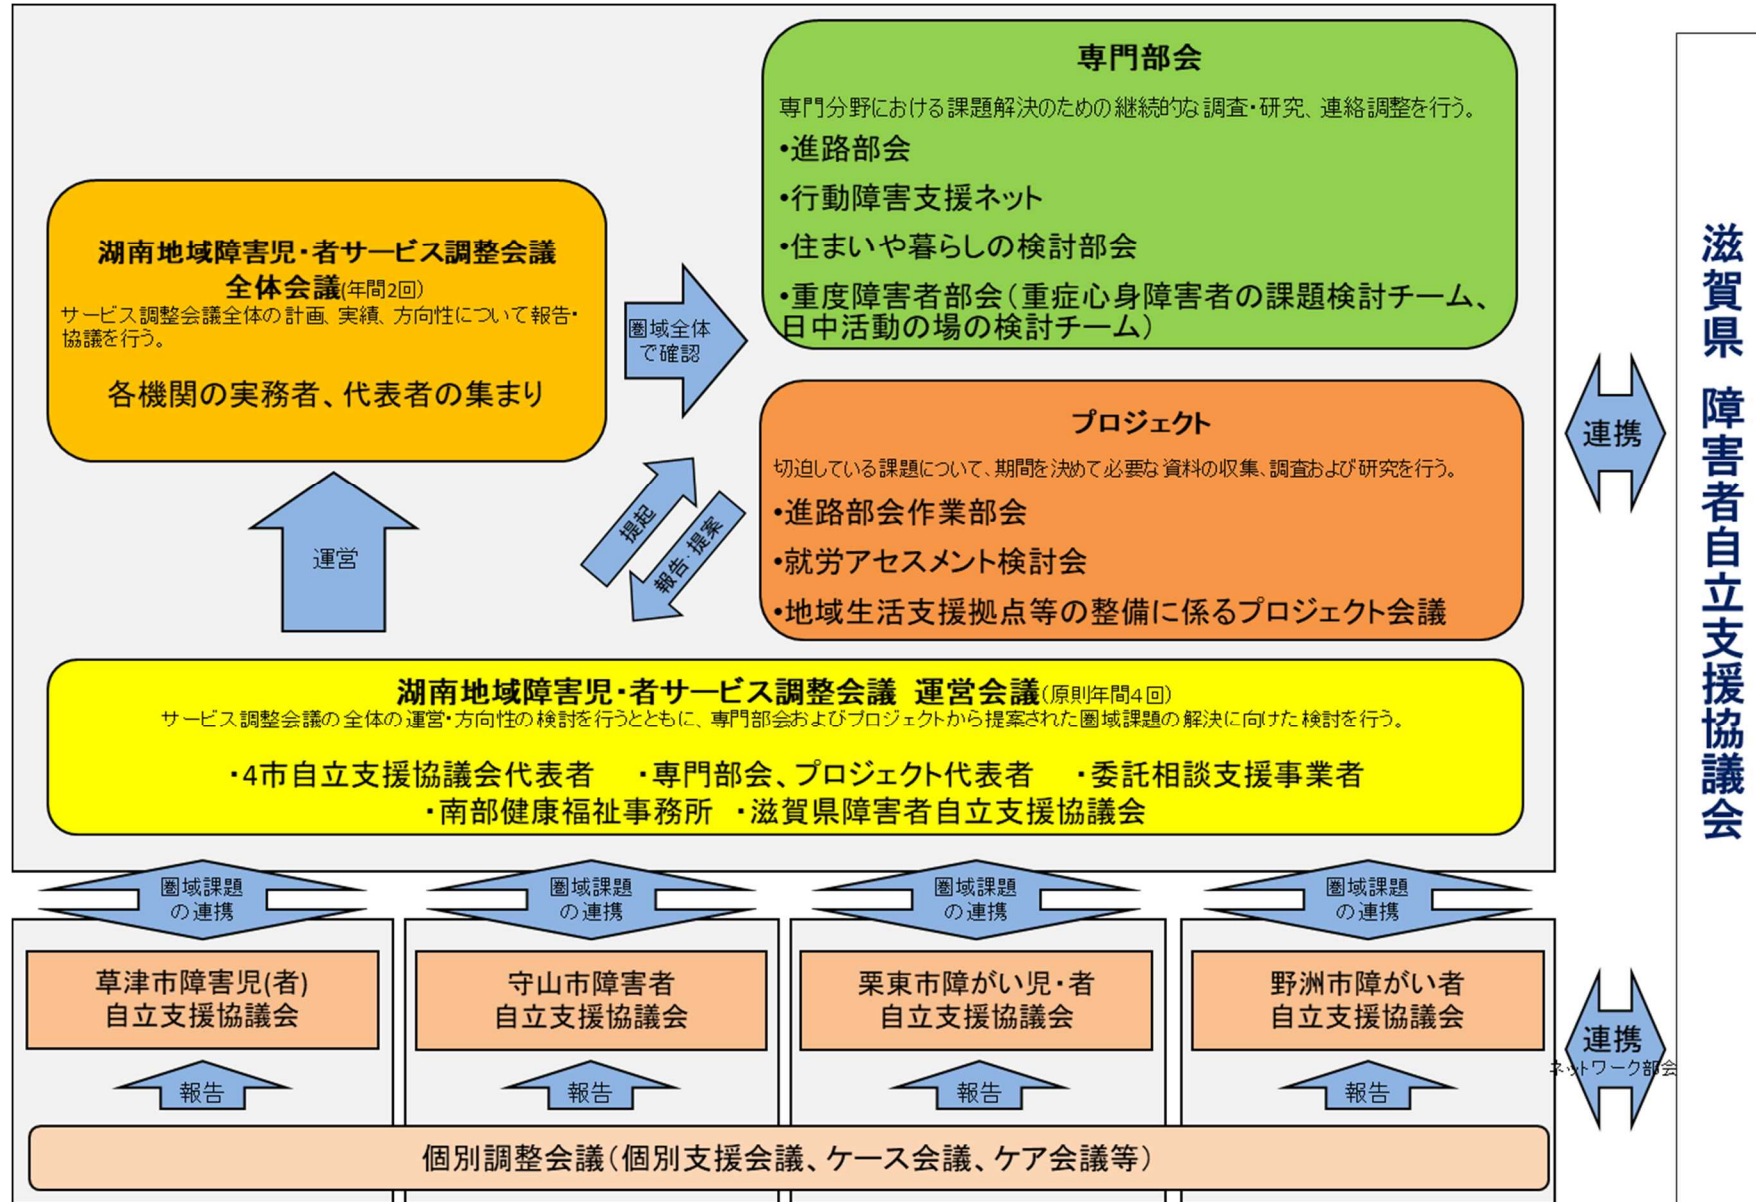 専門部会
専門分野における課題解決のための継続的な調査・研究、連絡調整を行う。
・進路部会
・行動障害支援ネット
・住まいや暮らしの検討部会
・重度障害者部会(重症心身障害者の課題検討チーム、
日中活動の場の検討チーム)
湖南地域障害児・者サービス調整会議
全体会議(年間2回)
サービス調整会議全体の計画、実績、方向性について報告・
協議を行う。
各機関の実務者、代表者の集まり
圏域全体
で確認
プロジェクト
切迫している課題について、期間を決めて必要な資料の収集、調査および研究を行う。
・進路部会作業部会
・就労アセスメント検討会
・地域生活支援拠点等の整備に係るプロジェクト会議
運営
提起
報告・提案
湖南地域障害児・者サービス調整会議 運営会議(原則年間4回)
サービス調整会議の全体の運営・方向性の検討を行うとともに、専門部会およびプロジェクトから提案された圏域課題の解決に向けた検討を行う。
・4市自立支援協議会代表者 ・専門部会、プロジェクト代表者 ・委託相談支援事業者
・南部健康福祉事務所 ・滋賀県障害者自立支援協議会
連携
滋賀県 障害者自立支援協議会
圏域課題
の連携
圏域課題
の連携
圏域課題
の連携
圏域課題
の連携
草津市障害児(者)
自立支援協議会
守山市障害者
自立支援協議会
栗東市障がい児・者
自立支援協議会
野洲市障がい者
自立支援協議会
連携
ネットワーク部会
報告
報告
報告
報告
個別調整会議(個別支援会議、ケース会議、ケア会議等)